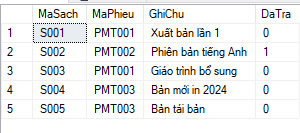 MaSach MaPhieu GhiChu DaTra
1 S001 PMT001 Xuất bản lần 1 0
2 S002 PMT002 Phiên bản tiếng Anh 1
3 S003 PMT001 Giáo trình bổ sung 0
4 S004 PMT003 Bản mới in 2024 0
5 S005 PMT003 Bản tái bản 0